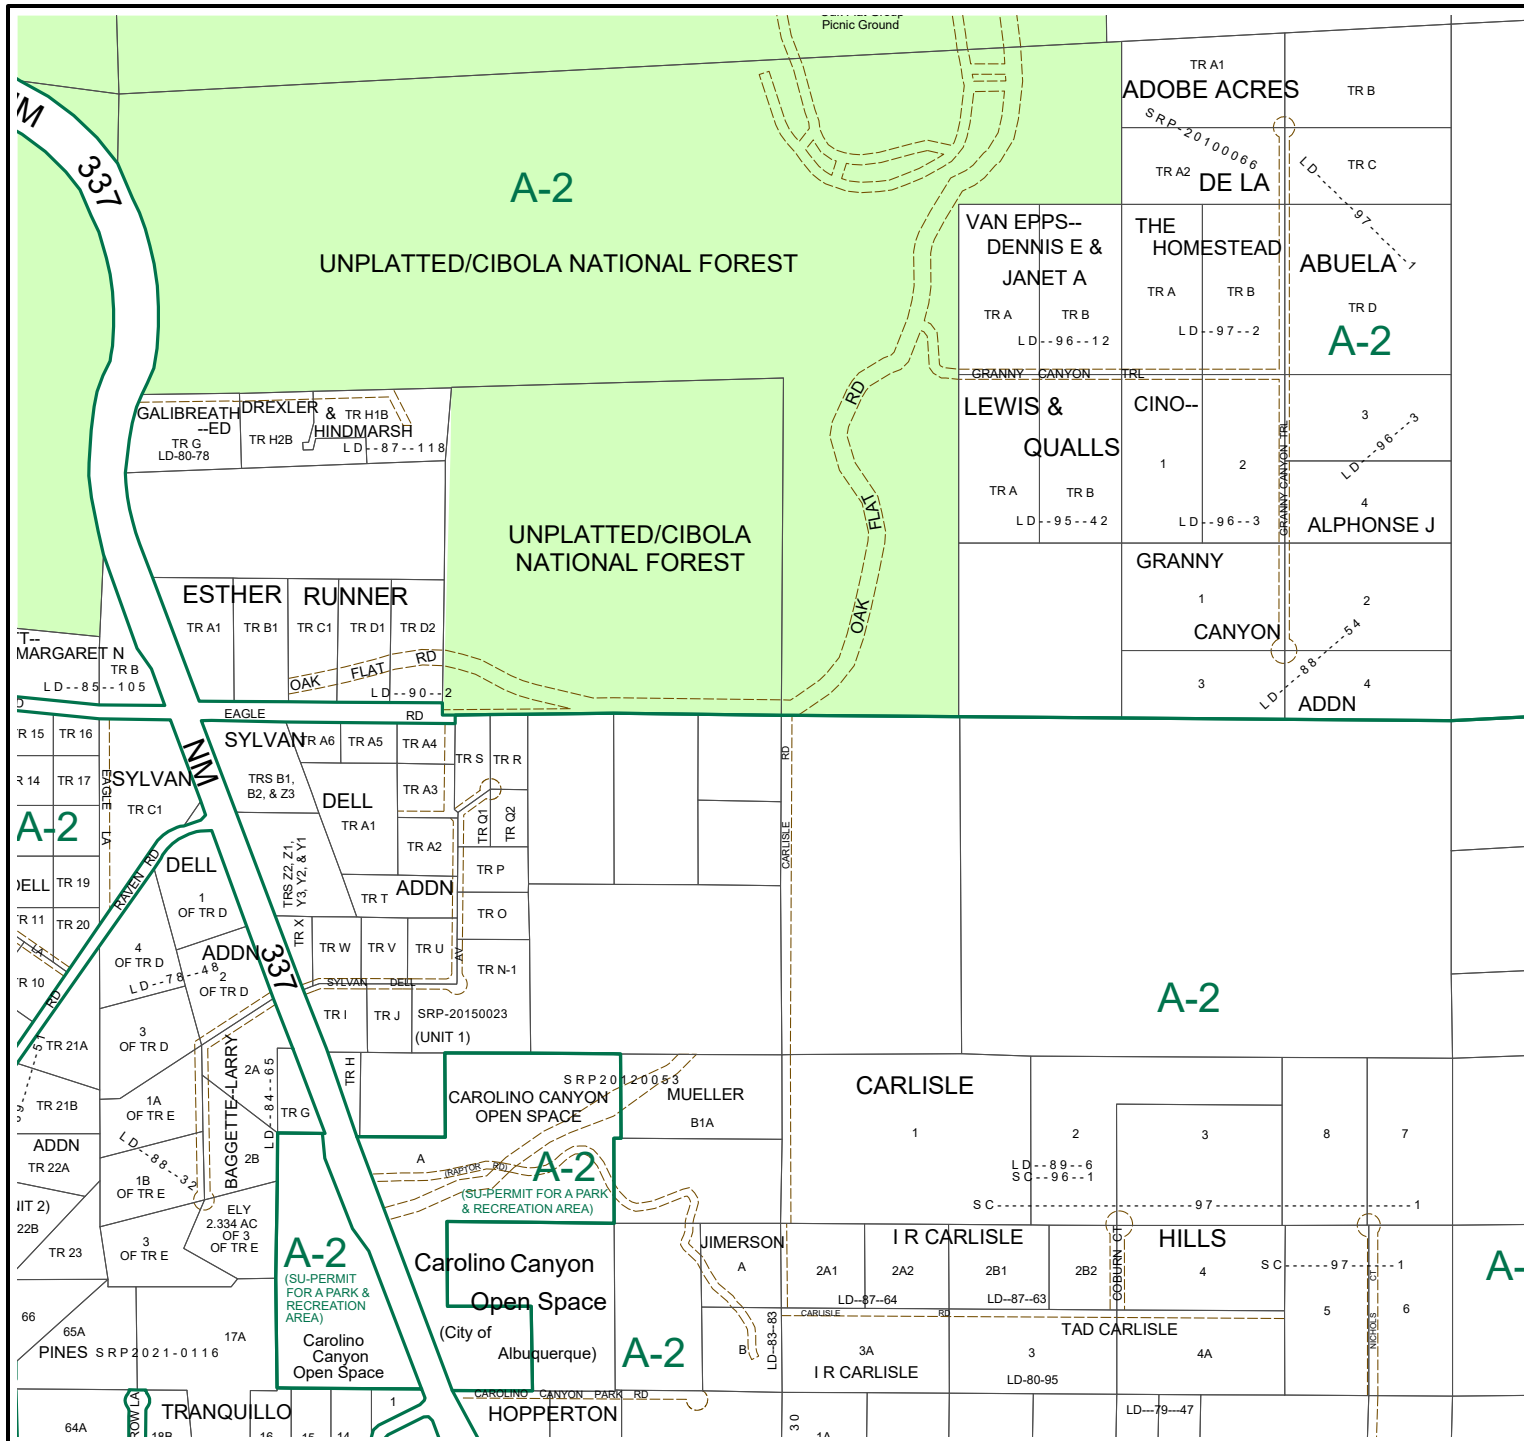 Picnic Ground
NM
337
A-2
UNPLATTED/CIBOLA NATIONAL FOREST
TR A1
ADOBE ACRES
TR B
SRP-20100066
TR A2
DE LA
TR C
LD-------97-------1
VAN EPPS--
DENNIS E &
JANET A
TR A
TR B
LD--96--12
THE
HOMESTEAD
TR A
TR B
LD--97--2
ABUELA
TR D
A-2
GRANNY CANYON TRL
GRANNY CANYON TRL
LEWIS &
QUALLS
TR A
TR B
LD--95--42
CINO--
1
2
LD--96--3
3
LD---96---3
4
ALPHONSE J
GRANNY
1
2
CANYON
LD-----88-----54
3
4
ADDN
GALIBREATH
--ED
TR G
LD-80-78
DREXLER &
HINDMARSH
TR H2B
TR H1B
LD--87--118
UNPLATTED/CIBOLA
NATIONAL FOREST
OAK FLAT RD
ESTHER RUNNER
TR A1
TR B1
TR C1
TR D1
TR D2
OAK FLAT RD
LD--90--2
MARGARET N
TR B
LD--85--105
EAGLE RD
TR 15
TR 16
TR 17
SYLVAN
TR C1
EAGLE LA
A-2
DELL
TR 19
TR 11
TR 20
TR 10
RAVEN RD
RD
NM
SYLVAN
TR A6
TR A5
TR A4
TRS B1,
B2, & Z3
DELL
TR A3
TR A1
TR A2
TRS Z2, Z1,
Y3, Y2, & Y1
TR S
TR R
TR Q1
TR Q2
TR P
TR T
ADDN
TR O
TR X
TR W
TR V
TR U
TR N-1
AV
SYLVAN DELL
TR I
TR J
SRP-20150023
(UNIT 1)
TR H
TR G
DELL
1
OF TR D
4
OF TR D
ADDN
2
OF TR D
LD--78--48
337
3
OF TR D
TR 21A
TR 21B
ADDN
TR 22A
22B
TR 23
1A
OF TR E
LD--88--32
1B
OF TR E
3
OF TR E
BAGGETTE--LARRY
2A
2B
LD--84--65
ELY
2.334 AC
OF 3
OF TR E
CARLISLE RD
A-2
SRP20120053
CAROLINO CANYON
OPEN SPACE
A
(RAPTOR RD)
A-2
(SU-PERMIT FOR A PARK
& RECREATION AREA)
MUELLER
B1A
CARLISLE
1
2
3
8
7
LD--89--6
SC--96--1
SC------97------1
A-2
(SU-PERMIT
FOR A PARK &
RECREATION
AREA)
Carolino
Canyon
Open Space
Carolino Canyon
Open Space
(City of
Albuquerque)
A-2
JIMERSON
A
B
LD--83--83
I R CARLISLE
2A1
2A2
2B1
2B2
LD--87--64
LD--87--63
COBURN CT
HILLS
4
SC------97------1
5
6
NICHOLS CT
CARLISLE RD
TAD CARLISLE
3A
I R CARLISLE
3
LD-80-95
4A
66
65A
PINES SRP2021-0116
17A
64A
TRANQUILLO
1
CAROLINO CANYON PARK RD
HOPPERTON
30
LD---79---47